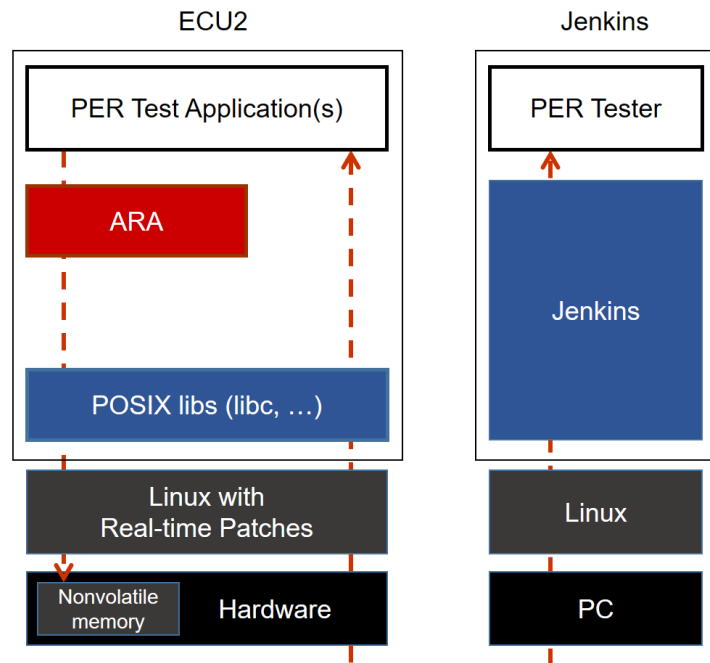 ECU2
PER Test Application(s)
ARA
POSIX libs (libc, …)
Linux with
Real-time Patches
Nonvolatile
memory
Hardware
Jenkins
PER Tester
Jenkins
Linux
PC